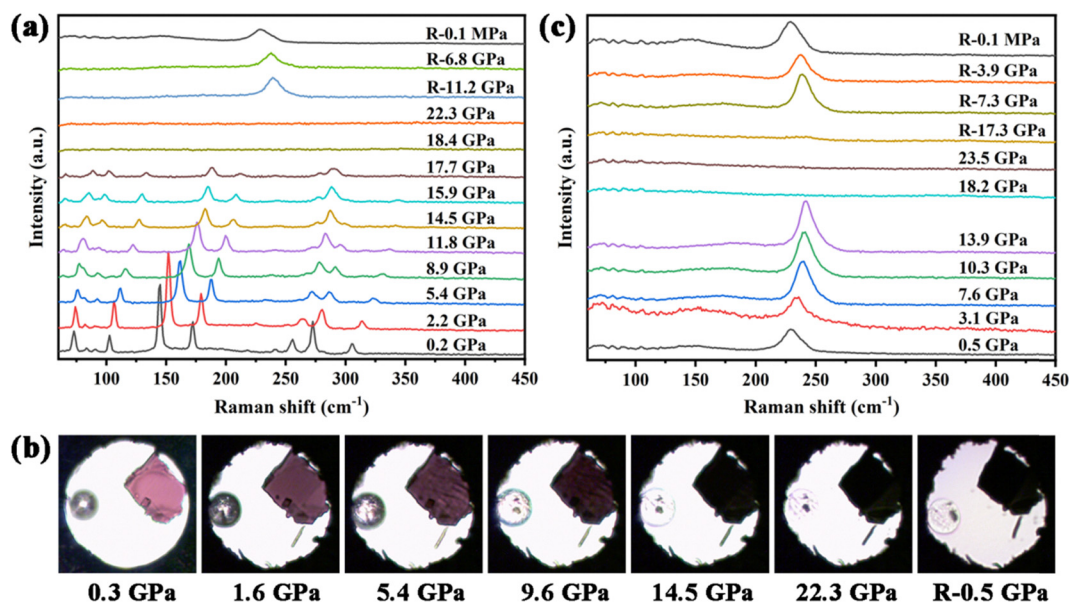 (a)
R-0.1 MPa
R-6.8 GPa
R-11.2 GPa
22.3 GPa
18.4 GPa
17.7 GPa
15.9 GPa
14.5 GPa
11.8 GPa
8.9 GPa
5.4 GPa
2.2 GPa
0.2 GPa
Intensity (a.u.)
100 150 200 250 300 350 400 450
Raman shift (cm⁻¹)
(c)
R-0.1 MPa
R-3.9 GPa
R-7.3 GPa
R-17.3 GPa
23.5 GPa
18.2 GPa
13.9 GPa
10.3 GPa
7.6 GPa
3.1 GPa
0.5 GPa
Intensity (a.u.)
100 150 200 250 300 350 400 450
Raman shift (cm⁻¹)
(b)
0.3 GPa 1.6 GPa 5.4 GPa 9.6 GPa 14.5 GPa 22.3 GPa R-0.5 GPa